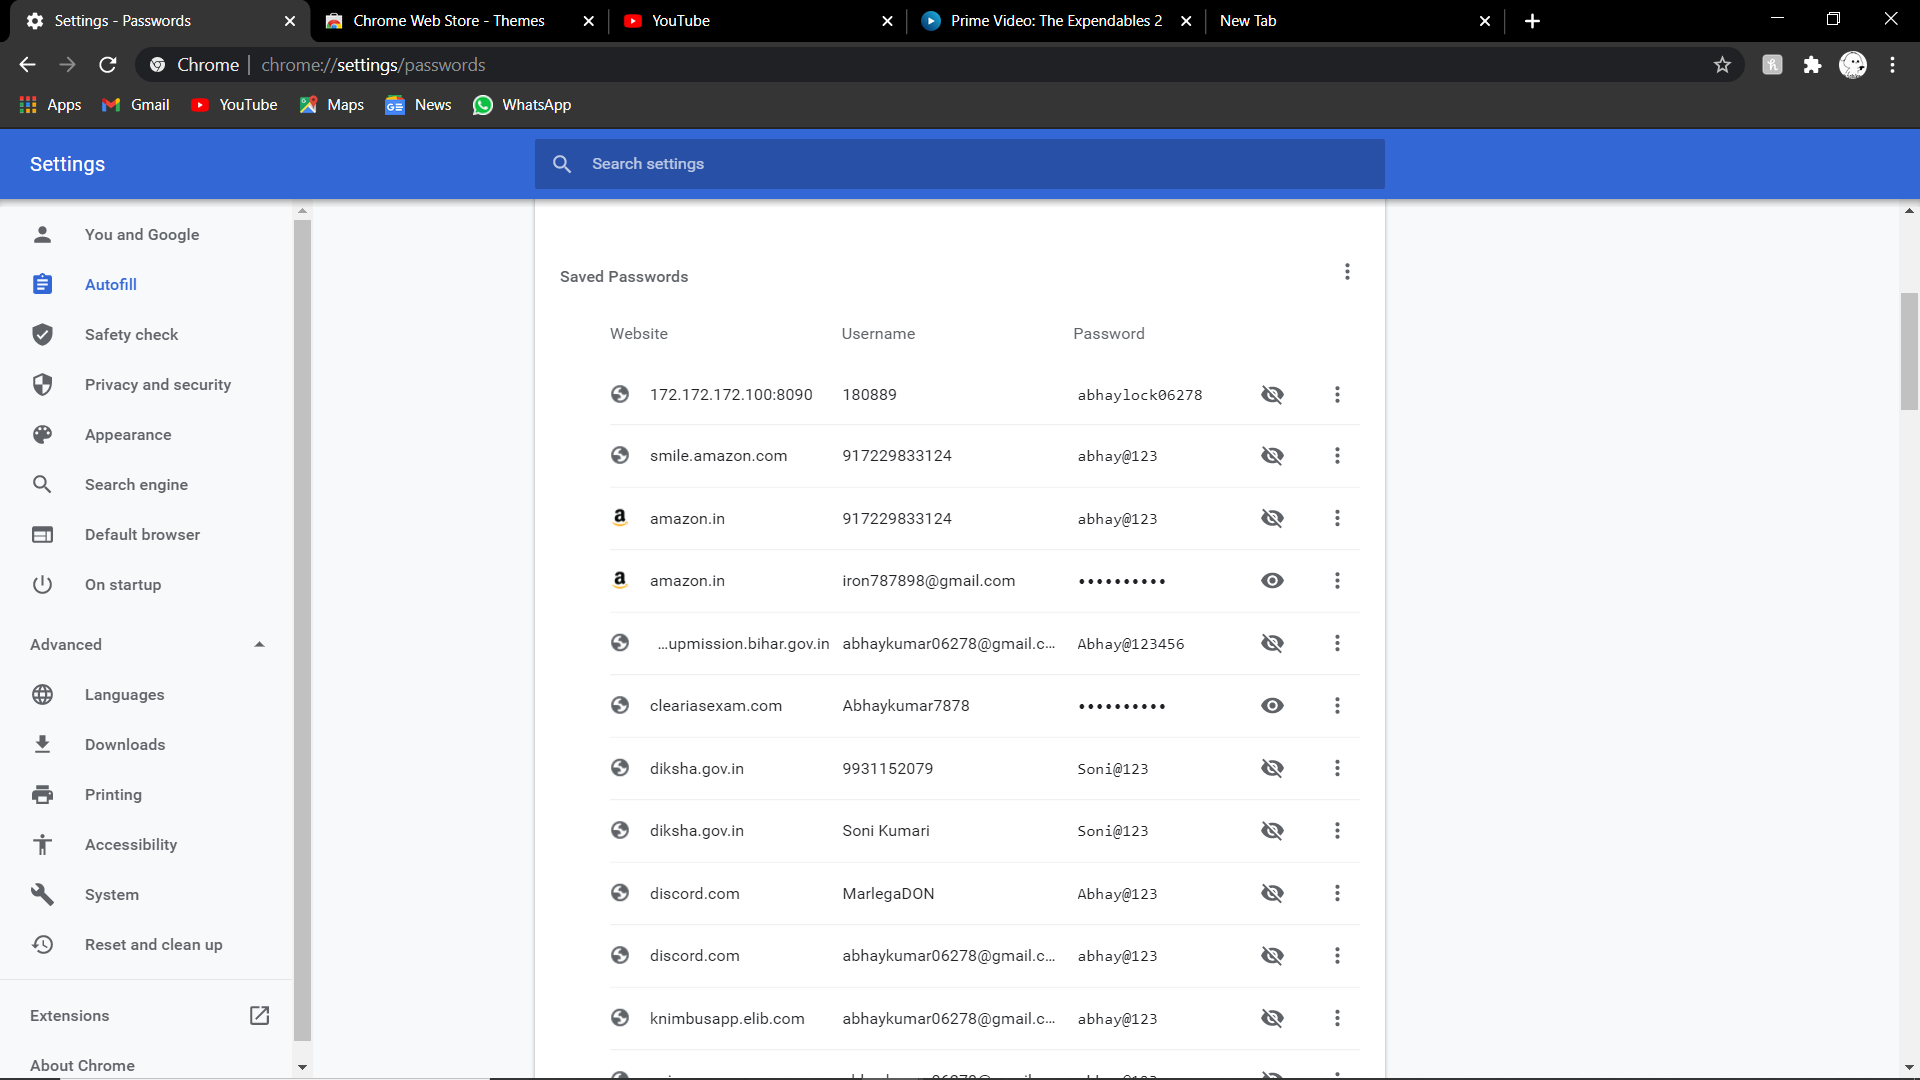 Settings - Passwords
Chrome Web Store - Themes
YouTube
Prime Video: The Expendables 2
New Tab
Chrome | chrome://settings/passwords
Apps Gmail YouTube Maps News WhatsApp
Settings
Search settings
You and Google
Autofill
Safety check
Privacy and security
Appearance
Search engine
Default browser
On startup
Advanced
Languages
Downloads
Printing
Accessibility
System
Reset and clean up
Extensions
About Chrome
Saved Passwords
Website Username Password
172.172.172.100:8090 180889 abhaylock06278
smile.amazon.com 917229833124 abhay@123
amazon.in 917229833124 abhay@123
amazon.in iron787898@gmail.com ••••••••••
...upmission.bihar.gov.in abhaykumar06278@gmail.c... Abhay@123456
cleariasexam.com Abhaykumar7878 ••••••••••
diksha.gov.in 9931152079 Soni@123
diksha.gov.in Soni Kumari Soni@123
discord.com MarlegaDON Abhay@123
discord.com abhaykumar06278@gmail.c... abhay@123
knimbusapp.elib.com abhaykumar06278@gmail.c... abhay@123